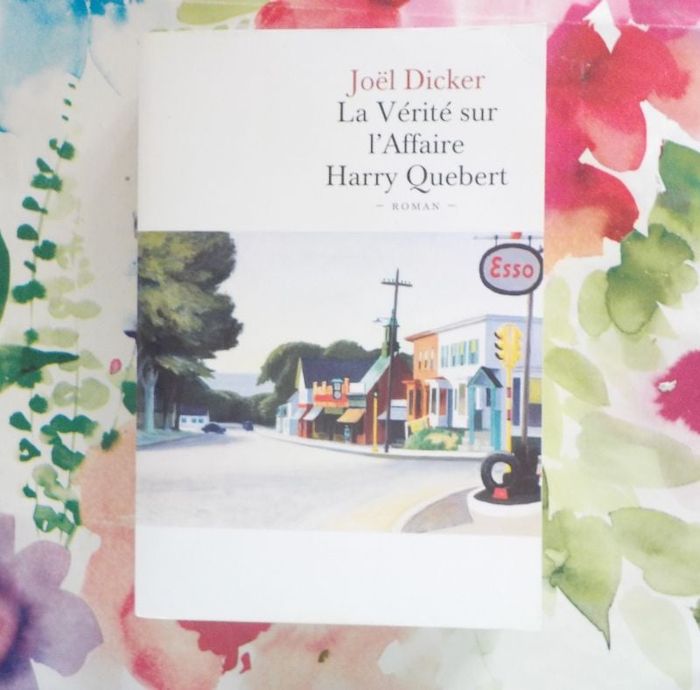 Joël Dicker
La Vérité sur
l'Affaire
Harry Quebert
– ROMAN –
Esso